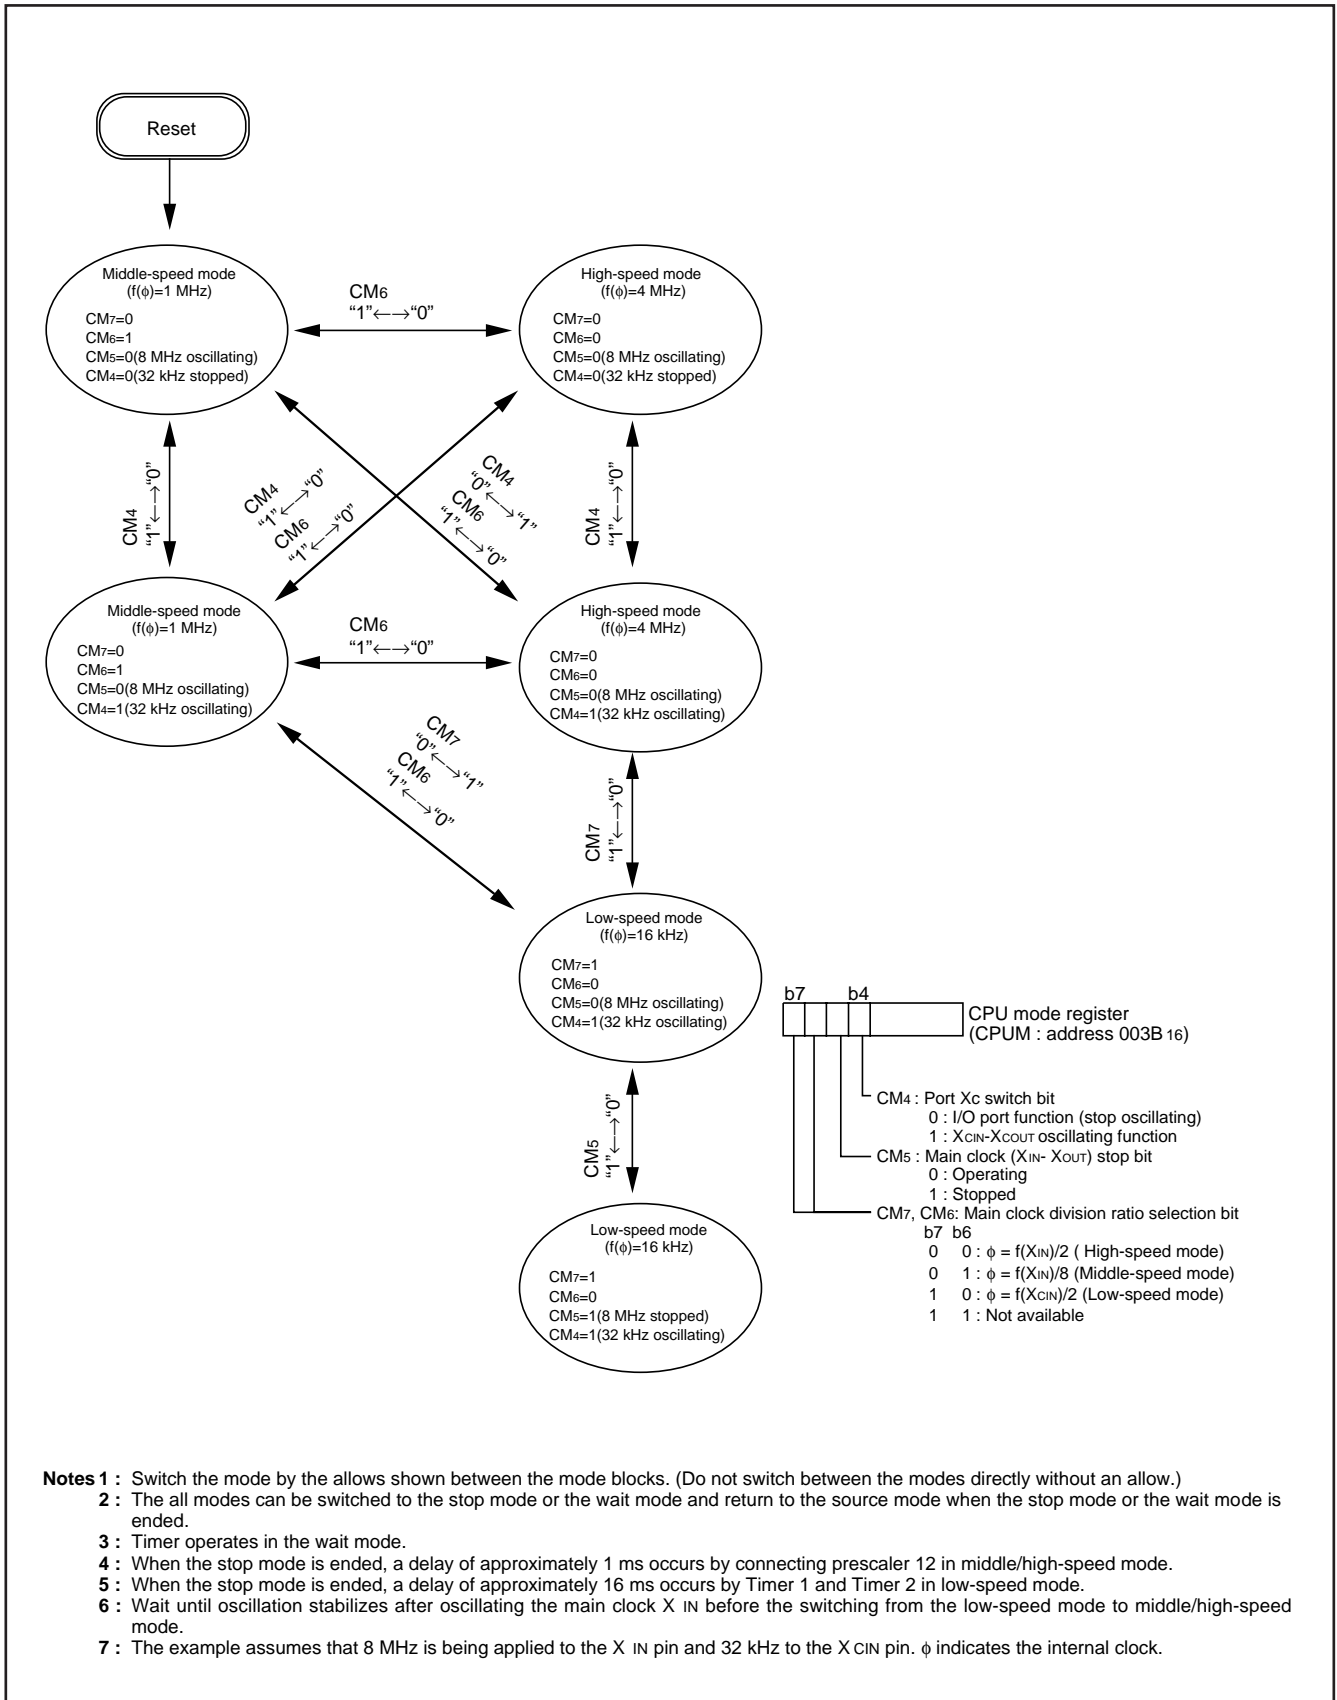 Reset
Middle-speed mode
(f(ϕ)=1 MHz)
CM7=0
CM6=1
CM5=0(8 MHz oscillating)
CM4=0(32 kHz stopped)
CM6
“1”←→“0”
High-speed mode
(f(ϕ)=4 MHz)
CM7=0
CM6=0
CM5=0(8 MHz oscillating)
CM4=0(32 kHz stopped)
CM4
“1”←→“0”
CM4
“1”←→“0”
CM6
“1”←→“0”
CM4
“0”←→“1”
CM6
“1”←→“0”
CM4
“1”←→“0”
Middle-speed mode
(f(ϕ)=1 MHz)
CM7=0
CM6=1
CM5=0(8 MHz oscillating)
CM4=1(32 kHz oscillating)
CM6
“1”←→“0”
High-speed mode
(f(ϕ)=4 MHz)
CM7=0
CM6=0
CM5=0(8 MHz oscillating)
CM4=1(32 kHz oscillating)
CM7
“0”←→“1”
CM6
“1”←→“0”
CM7
“1”←→“0”
Low-speed mode
(f(ϕ)=16 kHz)
CM7=1
CM6=0
CM5=0(8 MHz oscillating)
CM4=1(32 kHz oscillating)
CM5
“1”←→“0”
Low-speed mode
(f(ϕ)=16 kHz)
CM7=1
CM6=0
CM5=1(8 MHz stopped)
CM4=1(32 kHz oscillating)
b7 b4
CPU mode register
(CPUM : address 003B 16)
CM4 : Port Xc switch bit
0 : I/O port function (stop oscillating)
1 : XCIN-XCOUT oscillating function
CM5 : Main clock (XIN- XOUT) stop bit
0 : Operating
1 : Stopped
CM7, CM6: Main clock division ratio selection bit
b7 b6
0 0 : ϕ = f(XIN)/2 ( High-speed mode)
0 1 : ϕ = f(XIN)/8 (Middle-speed mode)
1 0 : ϕ = f(XCIN)/2 (Low-speed mode)
1 1 : Not available
Notes 1 : Switch the mode by the allows shown between the mode blocks. (Do not switch between the modes directly without an allow.)
2 : The all modes can be switched to the stop mode or the wait mode and return to the source mode when the stop mode or the wait mode is
ended.
3 : Timer operates in the wait mode.
4 : When the stop mode is ended, a delay of approximately 1 ms occurs by connecting prescaler 12 in middle/high-speed mode.
5 : When the stop mode is ended, a delay of approximately 16 ms occurs by Timer 1 and Timer 2 in low-speed mode.
6 : Wait until oscillation stabilizes after oscillating the main clock X IN before the switching from the low-speed mode to middle/high-speed
mode.
7 : The example assumes that 8 MHz is being applied to the X IN pin and 32 kHz to the X CIN pin. ϕ indicates the internal clock.